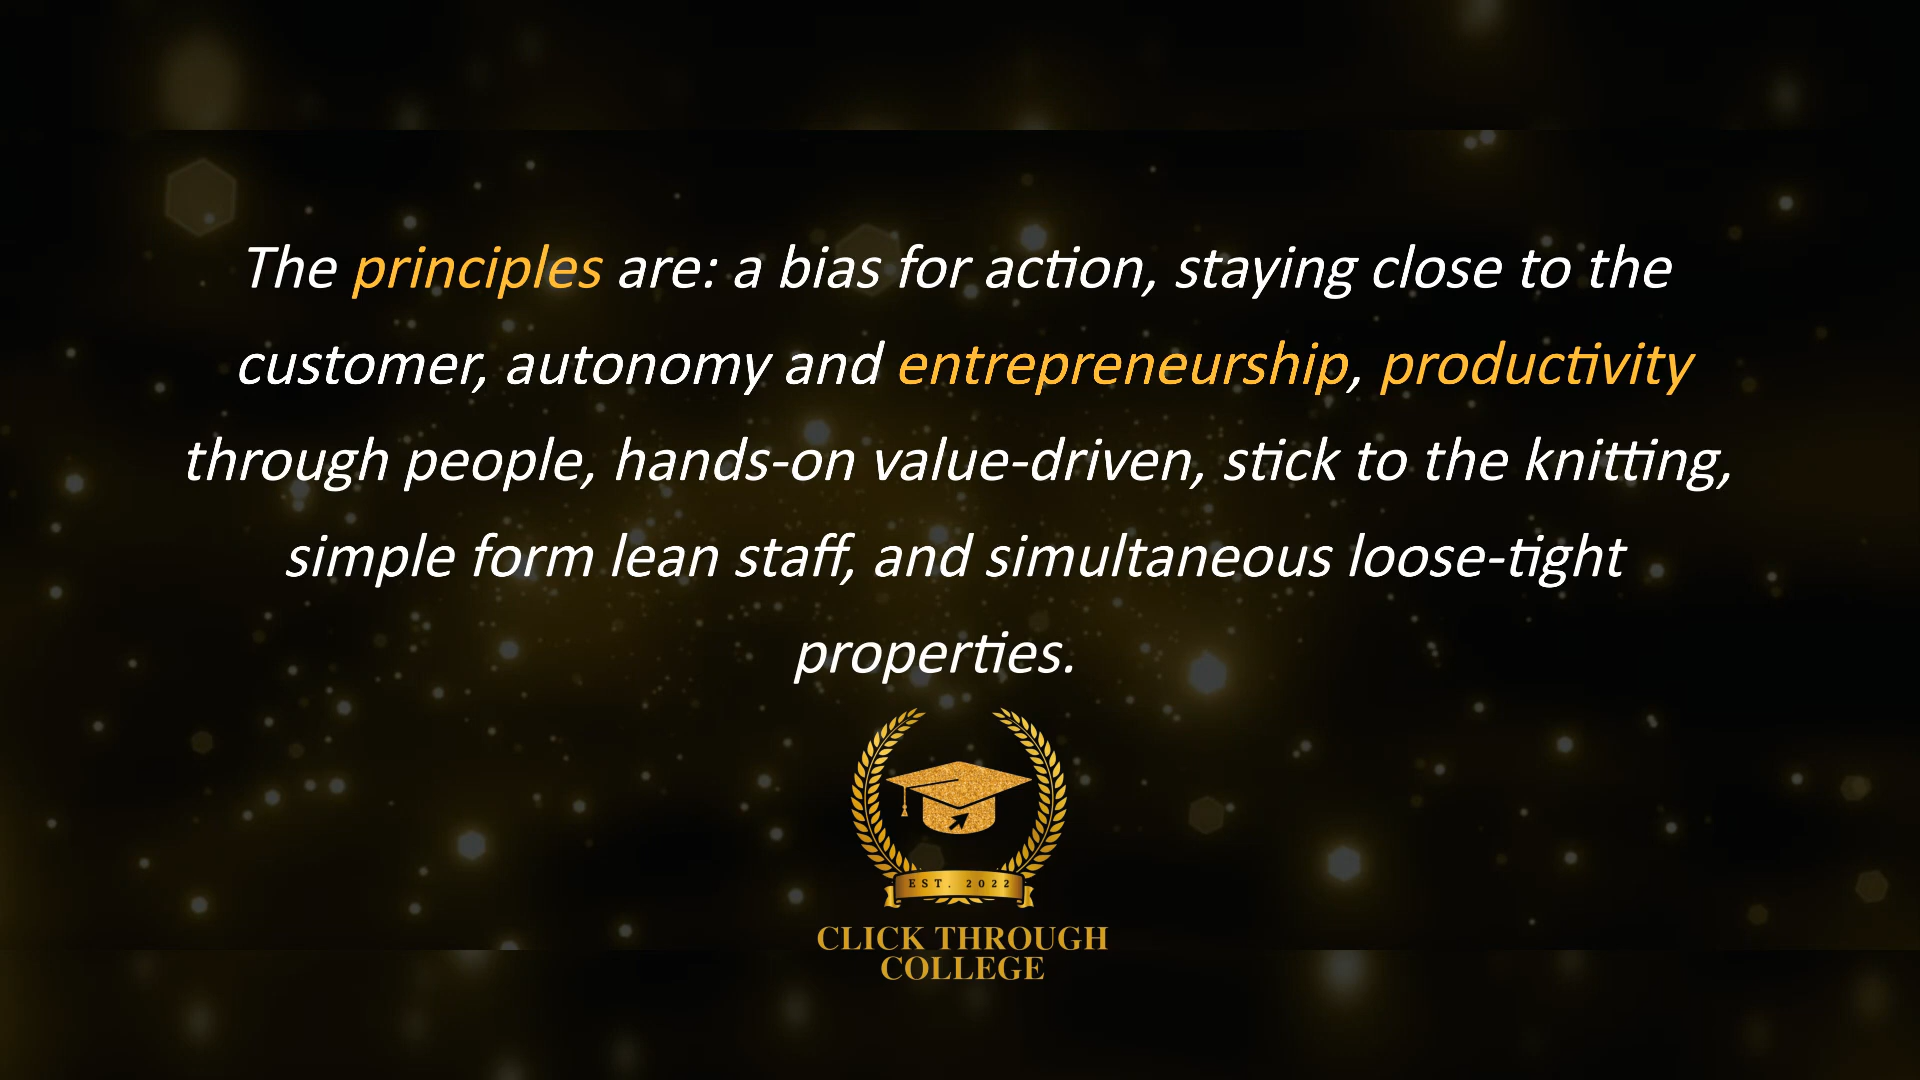 The principles are: a bias for action, staying close to the
customer, autonomy and entrepreneurship, productivity
through people, hands-on value-driven, stick to the knitting,
simple form lean staff, and simultaneous loose-tight
properties.
EST. 2022
CLICK THROUGH
COLLEGE